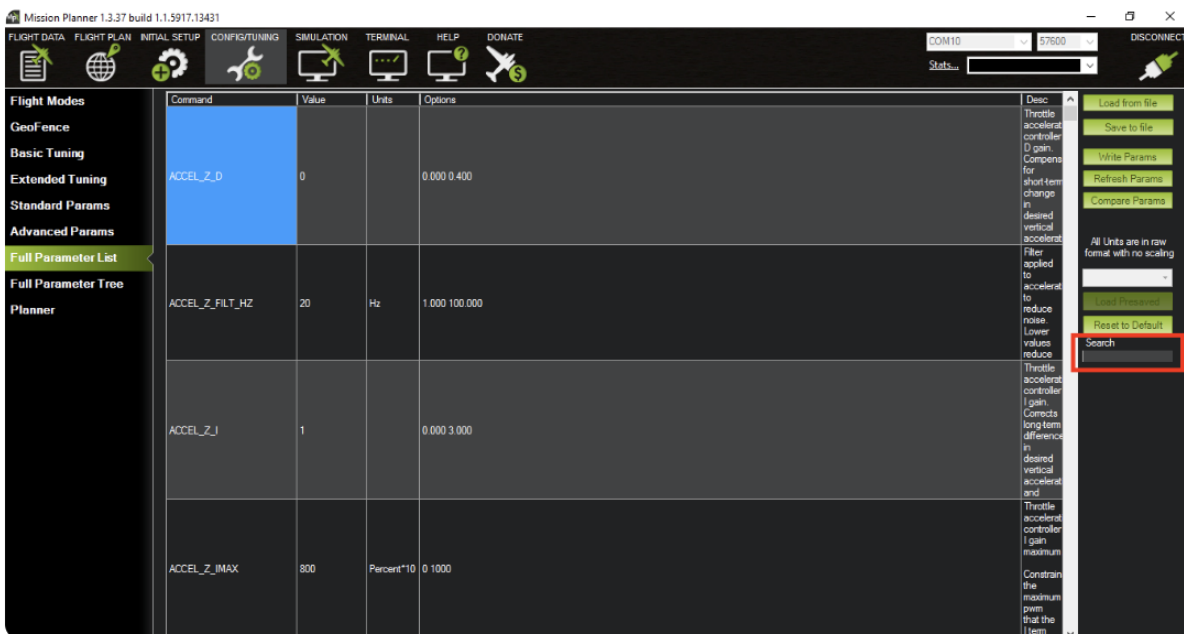 Mission Planner 1.3.37 build 1.1.5917.13431
FLIGHT DATA FLIGHT PLAN INITIAL SETUP CONFIG/TUNING SIMULATION TERMINAL HELP DONATE
COM10 57600 DISCONNECT
Stats...
Flight Modes
GeoFence
Basic Tuning
Extended Tuning
Standard Params
Advanced Params
Full Parameter List
Full Parameter Tree
Planner
Command Value Units Options Desc
ACCEL_Z_D 0 0.000 0.400
Throttle
accelerat
controller
D gain.
Compens
for
short-term
change
in
desired
vertical
accelerat
ACCEL_Z_FILT_HZ 20 Hz 1.000 100.000
Filter
applied
to
accelerat
to
reduce
noise.
Lower
values
reduce
ACCEL_Z_I 1 0.000 3.000
Throttle
accelerat
controller
I gain.
Corrects
long-term
difference
in
desired
vertical
accelerat
and
ACCEL_Z_IMAX 800 Percent*10 0 1000
Throttle
accelerat
controller
I gain
maximum
Constrain
the
maximum
pwm
that the
I term
Load from file
Save to file
Write Params
Refresh Params
Compare Params
All Units are in raw
format with no scaling
Load Presaved
Reset to Default
Search